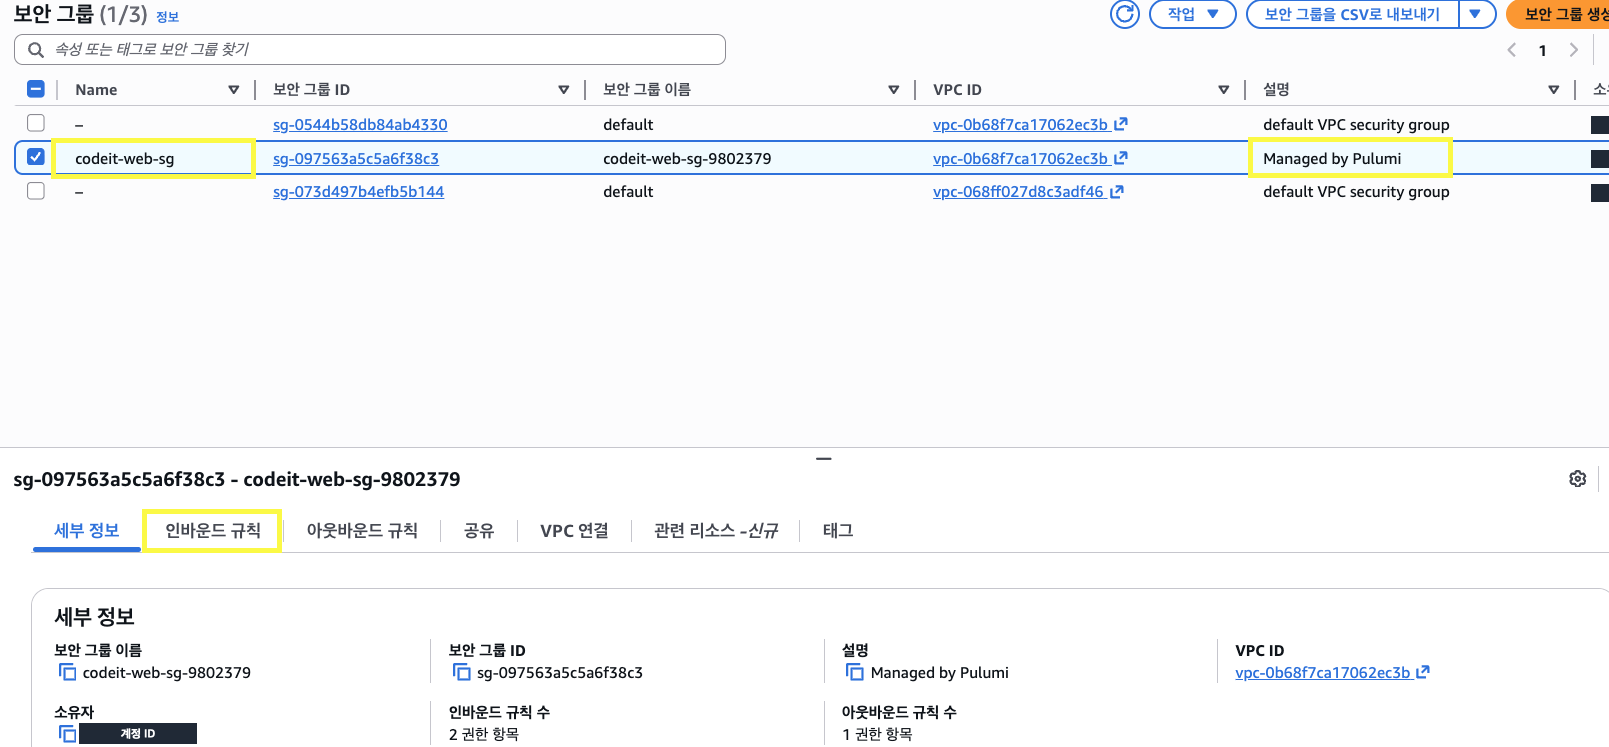 보안 그룹 (1/3) 정보 작업 보안 그룹을 CSV로 내보내기 보안 그룹 생성
속성 또는 태그로 보안 그룹 찾기 1
Name 보안 그룹 ID 보안 그룹 이름 VPC ID 설명
– sg-0544b58db84ab4330 default vpc-0b68f7ca17062ec3b default VPC security group
codeit-web-sg sg-097563a5c5a6f38c3 codeit-web-sg-9802379 vpc-0b68f7ca17062ec3b Managed by Pulumi
– sg-073d497b4efb5b144 default vpc-068ff027d8c3adf46 default VPC security group
sg-097563a5c5a6f38c3 - codeit-web-sg-9802379
세부 정보 인바운드 규칙 아웃바운드 규칙 공유 VPC 연결 관련 리소스 -신규 태그
세부 정보
보안 그룹 이름 보안 그룹 ID 설명 VPC ID
codeit-web-sg-9802379 sg-097563a5c5a6f38c3 Managed by Pulumi vpc-0b68f7ca17062ec3b
소유자 인바운드 규칙 수 아웃바운드 규칙 수
계정 ID 2 권한 항목 1 권한 항목